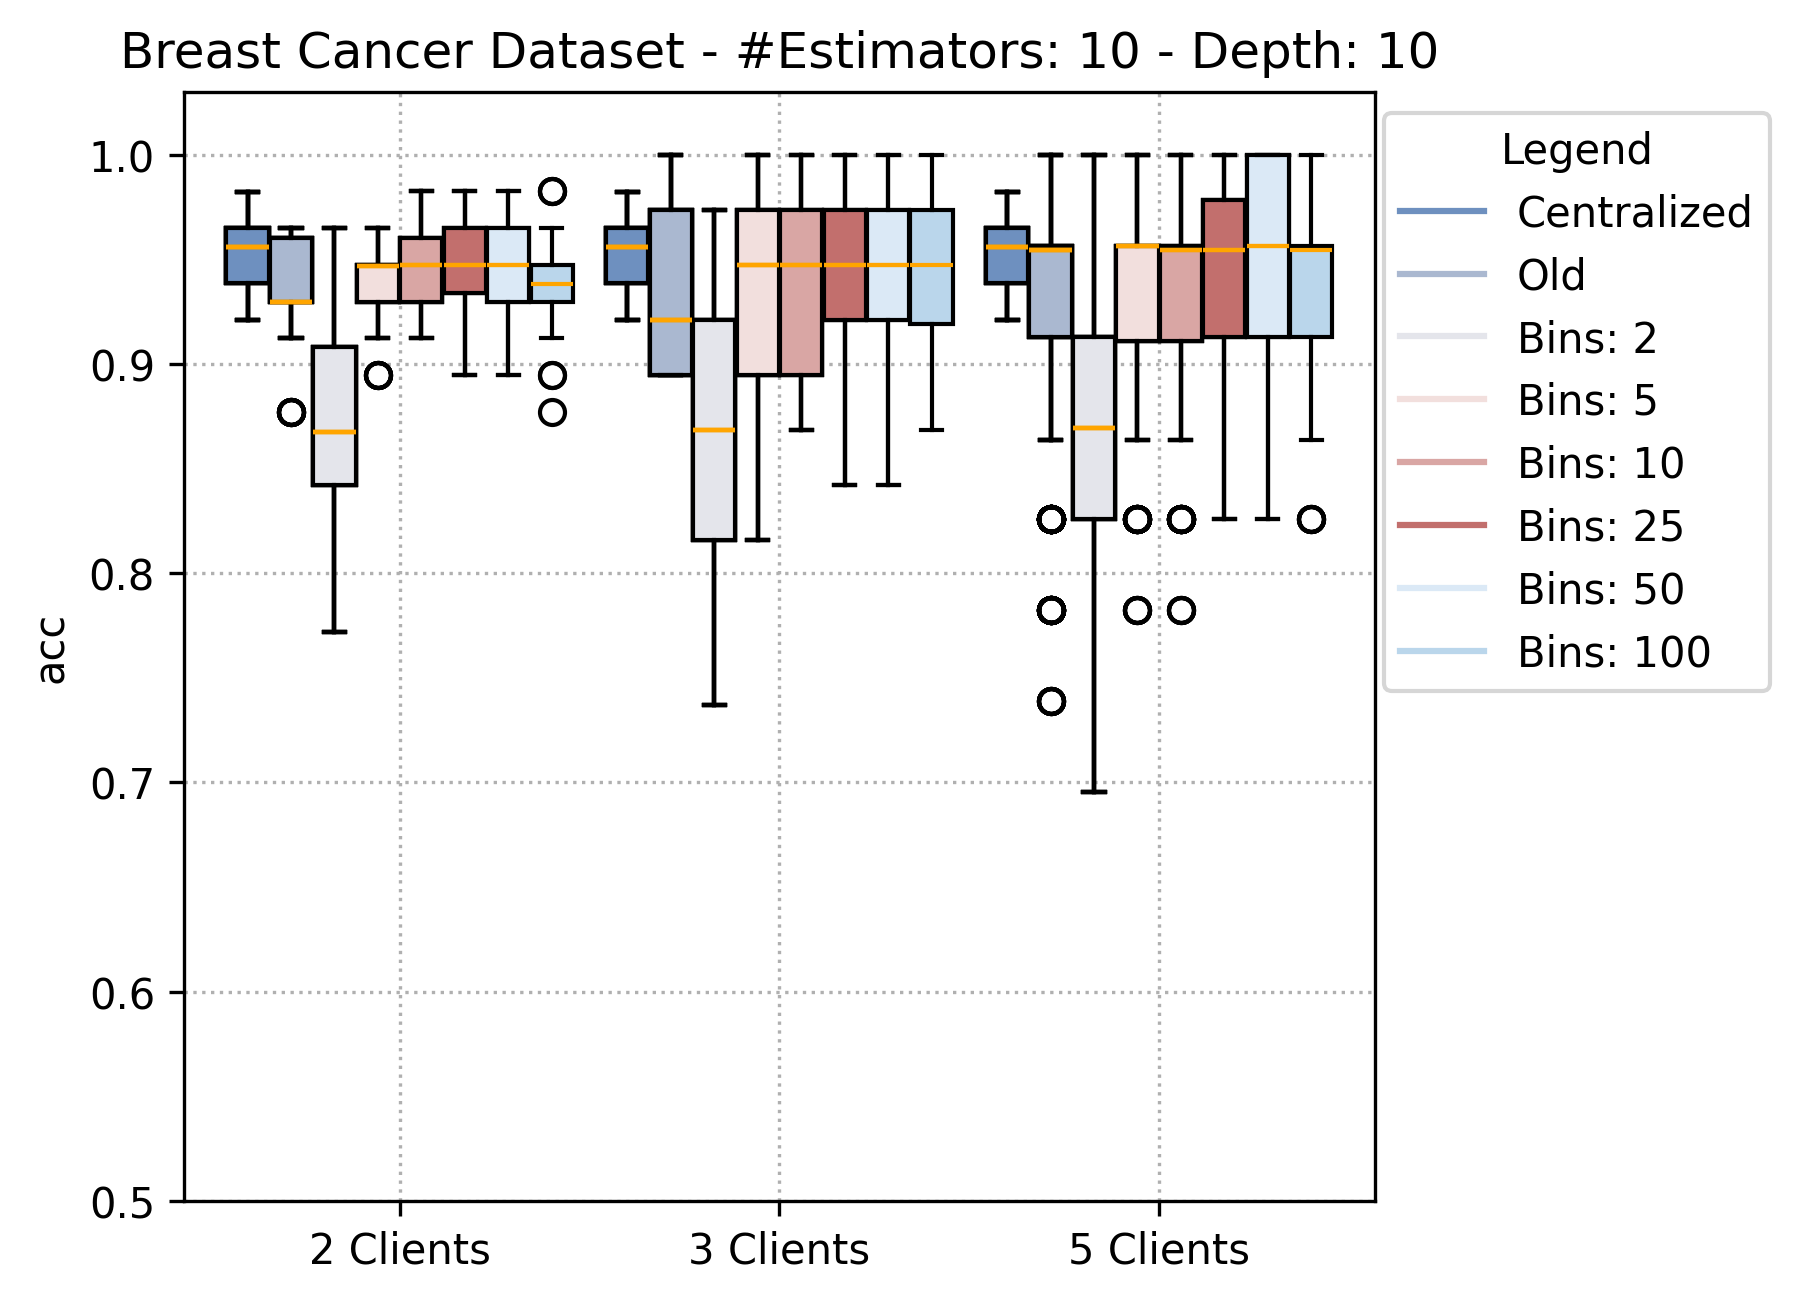 Breast Cancer Dataset - #Estimators: 10 - Depth: 10
acc
1.0
0.9
0.8
0.7
0.6
0.5
2 Clients
3 Clients
5 Clients
Legend
Centralized
Old
Bins: 2
Bins: 5
Bins: 10
Bins: 25
Bins: 50
Bins: 100